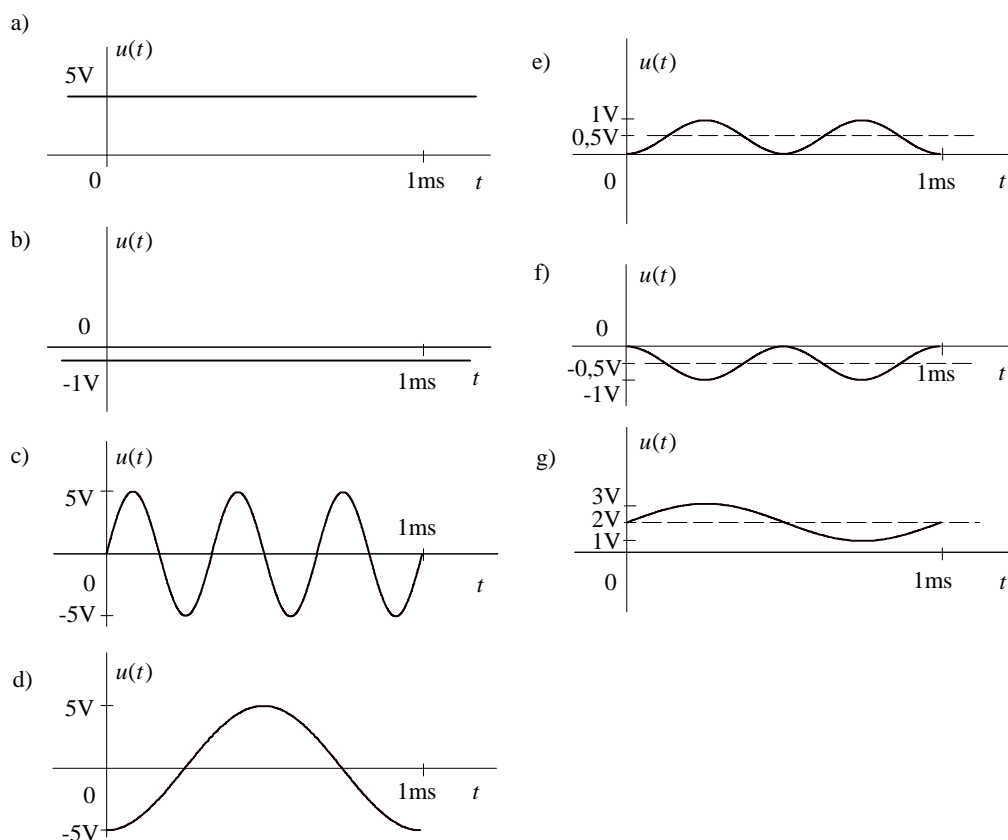 a)
u(t)
5V
0
1ms
t
b)
u(t)
0
-1V
1ms
t
c)
u(t)
5V
1ms
0
t
-5V
d)
u(t)
5V
0
1ms
t
-5V
e)
u(t)
1V
0,5V
0
1ms
t
f)
u(t)
0
-0,5V
1ms
t
-1V
g)
u(t)
3V
2V
1V
0
1ms
t